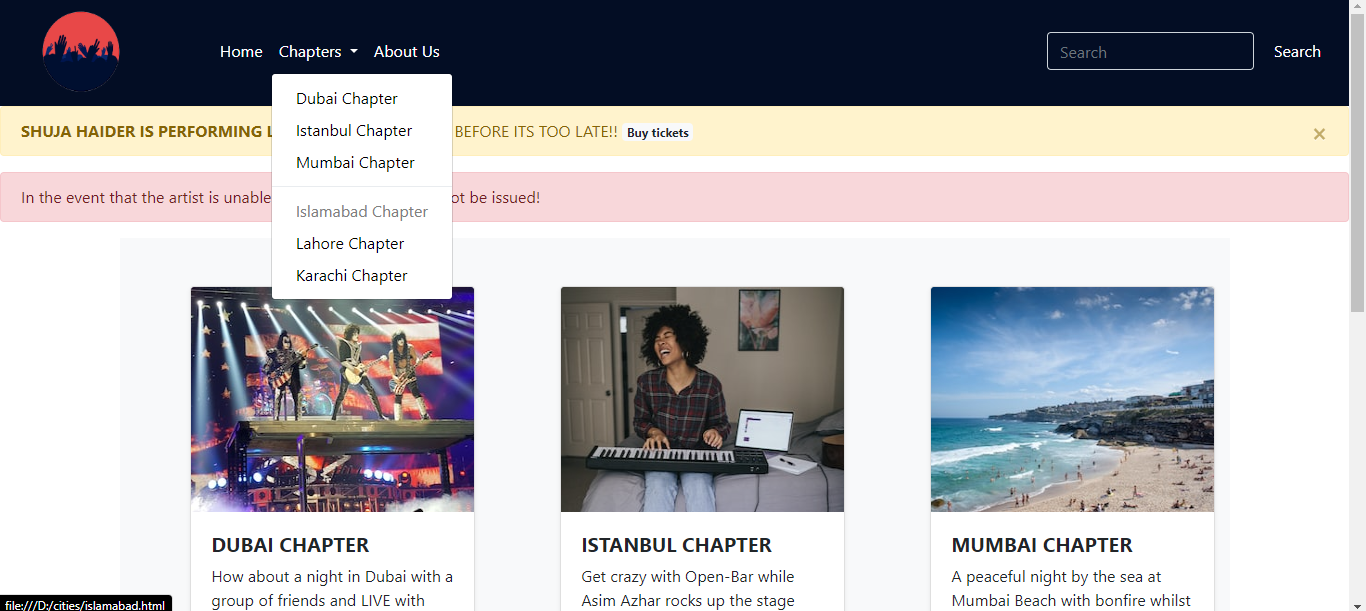 Home Chapters About Us Search Search
Dubai Chapter
Istanbul Chapter
Mumbai Chapter
Islamabad Chapter
Lahore Chapter
Karachi Chapter
SHUJA HAIDER IS PERFORMING L BEFORE ITS TOO LATE!! Buy tickets ×
In the event that the artist is unable ot be issued!
DUBAI CHAPTER
How about a night in Dubai with a
group of friends and LIVE with
ISTANBUL CHAPTER
Get crazy with Open-Bar while
Asim Azhar rocks up the stage
MUMBAI CHAPTER
A peaceful night by the sea at
Mumbai Beach with bonfire whilst
file:///D:/cities/islamabad.html